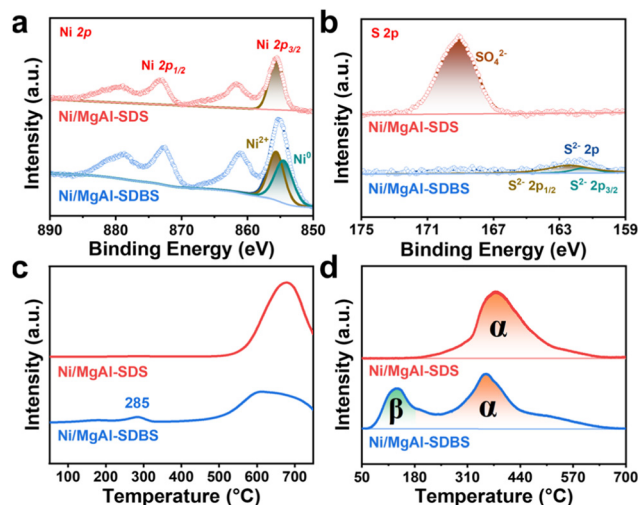 a
Ni 2p
Ni 2p1/2
Ni 2p3/2
Ni/MgAl-SDS
Ni2+
Ni0
Ni/MgAl-SDBS
Intensity (a.u.)
890 880 870 860 850
Binding Energy (eV)
b
S 2p
SO42-
Ni/MgAl-SDS
S2- 2p
Ni/MgAl-SDBS
S2- 2p1/2 S2- 2p3/2
Intensity (a.u.)
175 171 167 163 159
Binding Energy (eV)
c
Ni/MgAl-SDS
285
Ni/MgAl-SDBS
Intensity (a.u.)
100 200 300 400 500 600 700
Temperature (°C)
d
α
Ni/MgAl-SDS
β
α
Ni/MgAl-SDBS
Intensity (a.u.)
50 180 310 440 570 700
Temperature (°C)